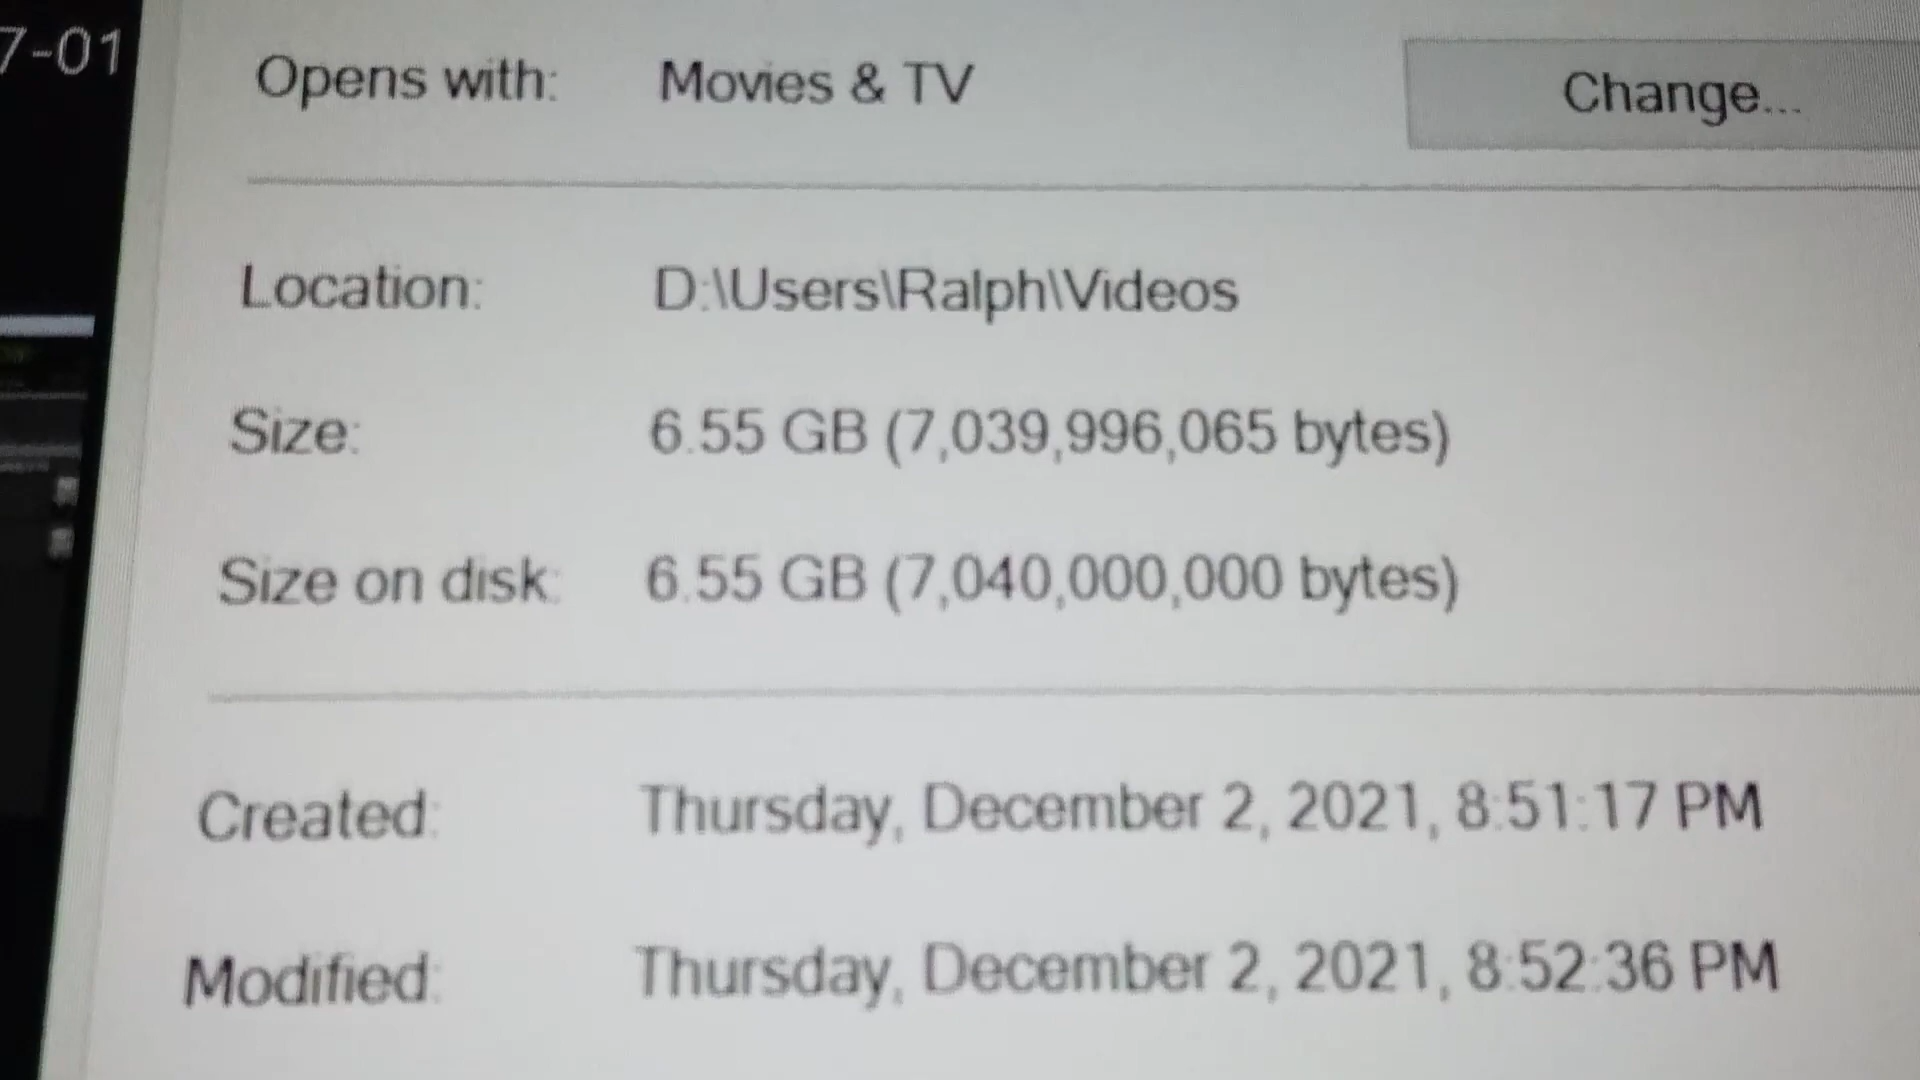 7-01
Opens with: Movies & TV Change...
Location: D:\Users\Ralph\Videos
Size: 6.55 GB (7,039,996,065 bytes)
Size on disk: 6.55 GB (7,040,000,000 bytes)
Created: Thursday, December 2, 2021, 8:51:17 PM
Modified: Thursday, December 2, 2021, 8:52:36 PM